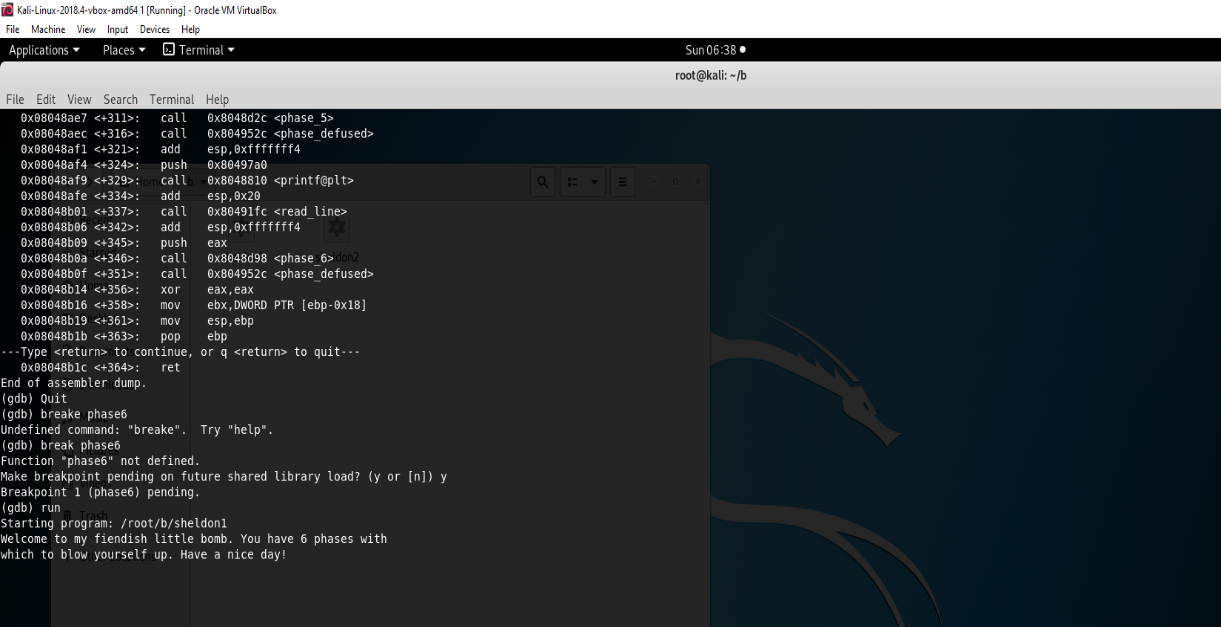 Kali-Linux-2018.4-vbox-amd64 1 [Running] - Oracle VM VirtualBox
File Machine View Input Devices Help
Applications Places Terminal Sun 06:38
root@kali: ~/b
File Edit View Search Terminal Help
0x08048ae7 <+311>: call 0x8048d2c <phase_5>
0x08048aec <+316>: call 0x804952c <phase_defused>
0x08048af1 <+321>: add esp,0xfffffff4
0x08048af4 <+324>: push 0x80497a0
0x08048af9 <+329>: call 0x8048810 <printf@plt>
0x08048afe <+334>: add esp,0x20
0x08048b01 <+337>: call 0x80491fc <read_line>
0x08048b06 <+342>: add esp,0xfffffff4
0x08048b09 <+345>: push eax
0x08048b0a <+346>: call 0x8048d98 <phase_6>
0x08048b0f <+351>: call 0x804952c <phase_defused>
0x08048b14 <+356>: xor eax,eax
0x08048b16 <+358>: mov ebx,DWORD PTR [ebp-0x18]
0x08048b19 <+361>: mov esp,ebp
0x08048b1b <+363>: pop ebp
---Type <return> to continue, or q <return> to quit---
0x08048b1c <+364>: ret
End of assembler dump.
(gdb) Quit
(gdb) breake phase6
Undefined command: "breake".  Try "help".
(gdb) break phase6
Function "phase6" not defined.
Make breakpoint pending on future shared library load? (y or [n]) y
Breakpoint 1 (phase6) pending.
(gdb) run
Trash
Starting program: /root/b/sheldon1
Welcome to my fiendish little bomb. You have 6 phases with
which to blow yourself up. Have a nice day!